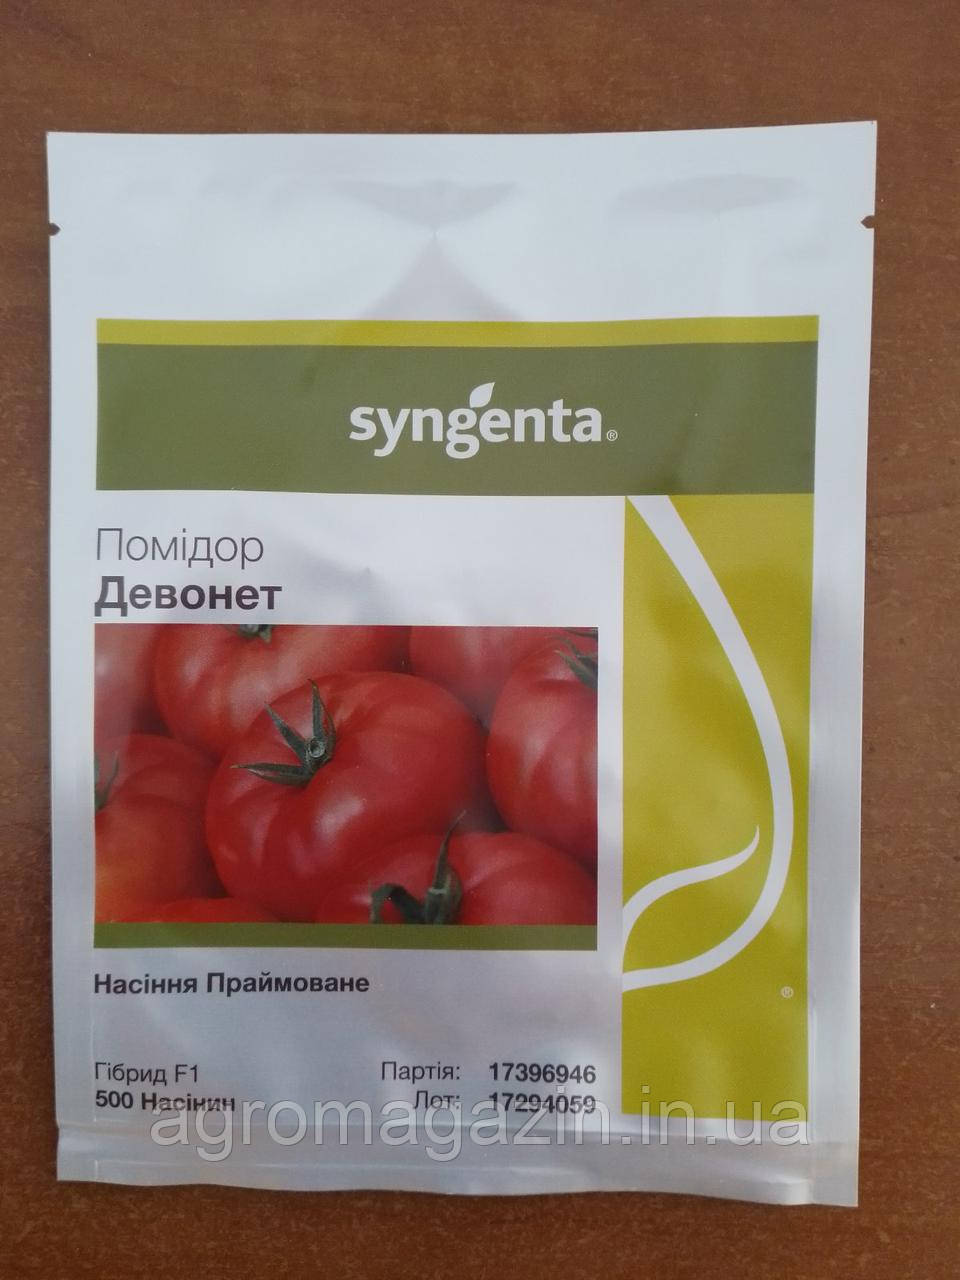 syngenta®
Помідор
Девонет
Насіння Праймоване
®
Гібрид F1
500 Насінин
Партія: 17396946
Лот: 17294059
agromagazin.in.ua